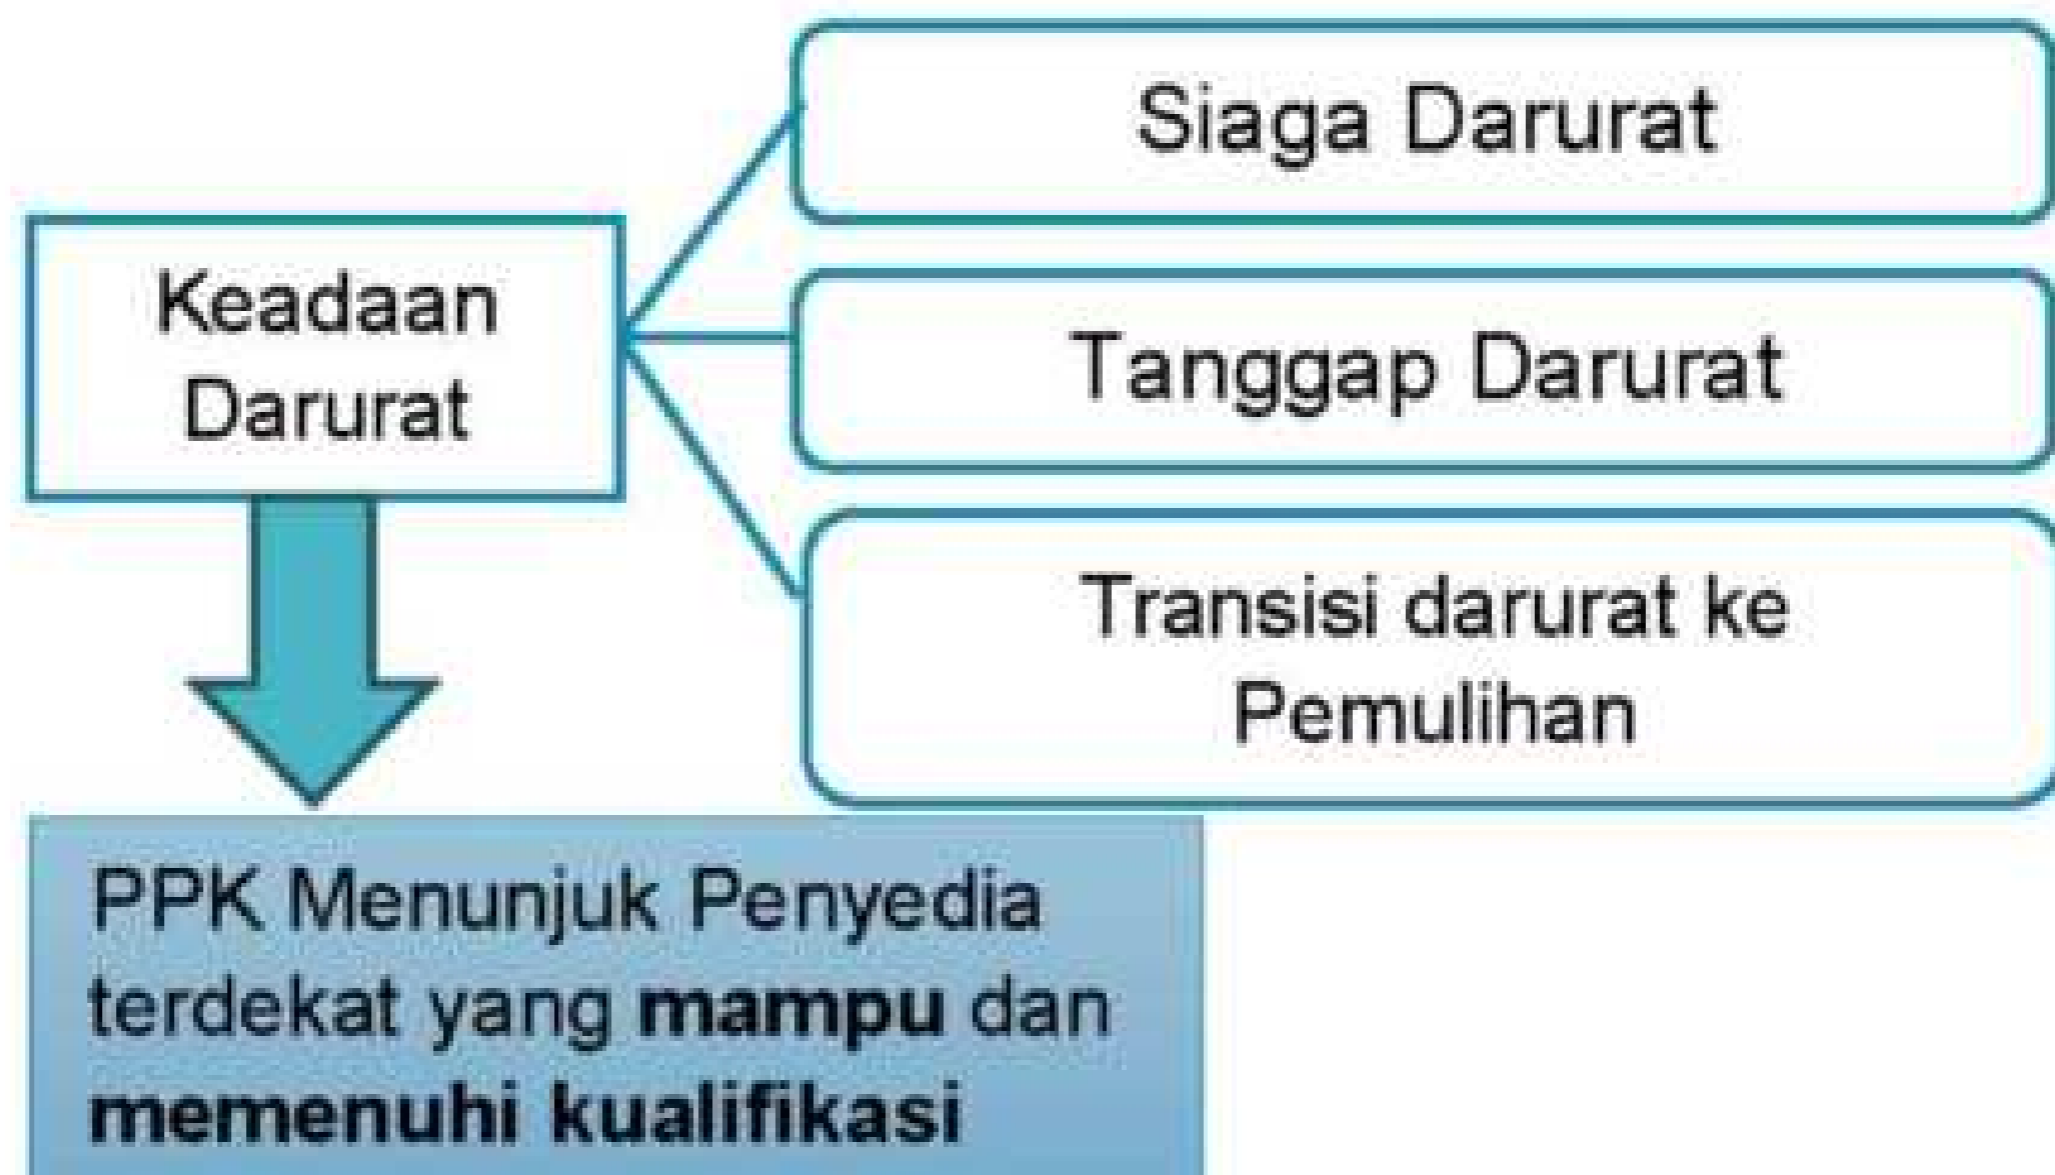 Siaga Darurat
Keadaan
Darurat
Tanggap Darurat
Transisi darurat ke
Pemulihan
PPK Menunjuk Penyedia
terdekat yang mampu dan
memenuhi kualifikasi